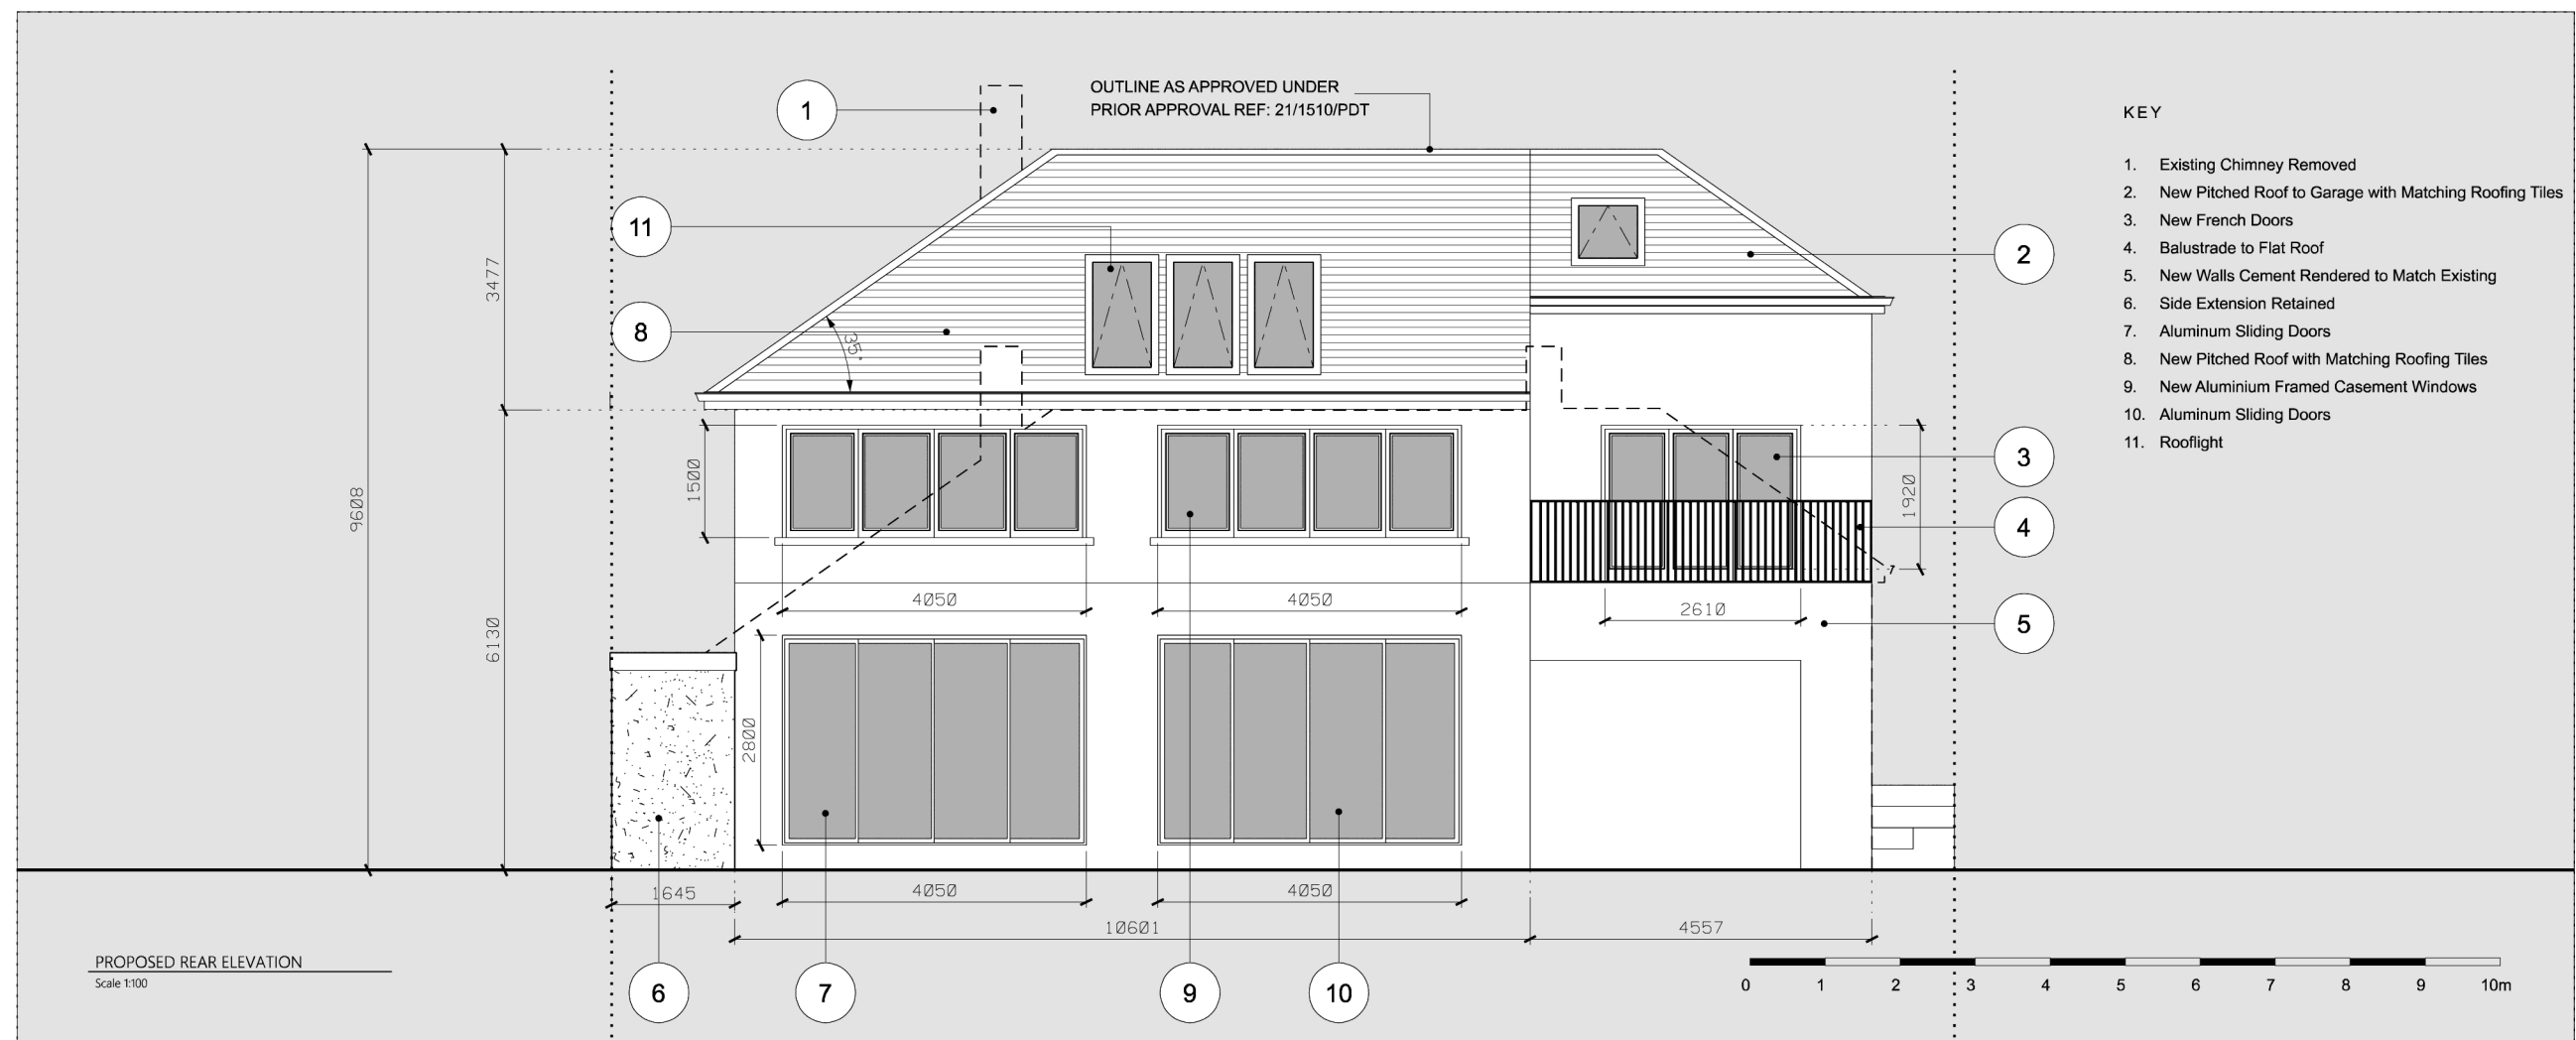 OUTLINE AS APPROVED UNDER
PRIOR APPROVAL REF: 21/1510/PDT
1
11
8
2
3
4
5
3477
9608
6130
35°
1500
1920
4050
4050
2610
2800
1645
4050
4050
10601
4557
6
7
9
10
PROPOSED REAR ELEVATION
Scale 1:100
0 1 2 3 4 5 6 7 8 9 10m
KEY
1. Existing Chimney Removed
2. New Pitched Roof to Garage with Matching Roofing Tiles
3. New French Doors
4. Balustrade to Flat Roof
5. New Walls Cement Rendered to Match Existing
6. Side Extension Retained
7. Aluminum Sliding Doors
8. New Pitched Roof with Matching Roofing Tiles
9. New Aluminium Framed Casement Windows
10. Aluminum Sliding Doors
11. Rooflight